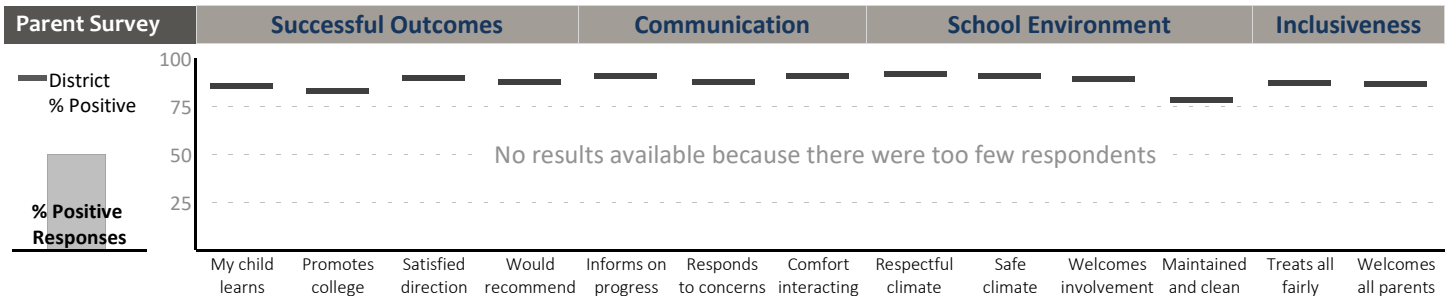 Parent Survey Successful Outcomes Communication School Environment Inclusiveness
District
% Positive
% Positive
Responses
100
75
50
25
No results available because there were too few respondents
My child
learns
Promotes
college
Satisfied
direction
Would
recommend
Informs on
progress
Responds
to concerns
Comfort
interacting
Respectful
climate
Safe
climate
Welcomes
involvement
Maintained
and clean
Treats all
fairly
Welcomes
all parents